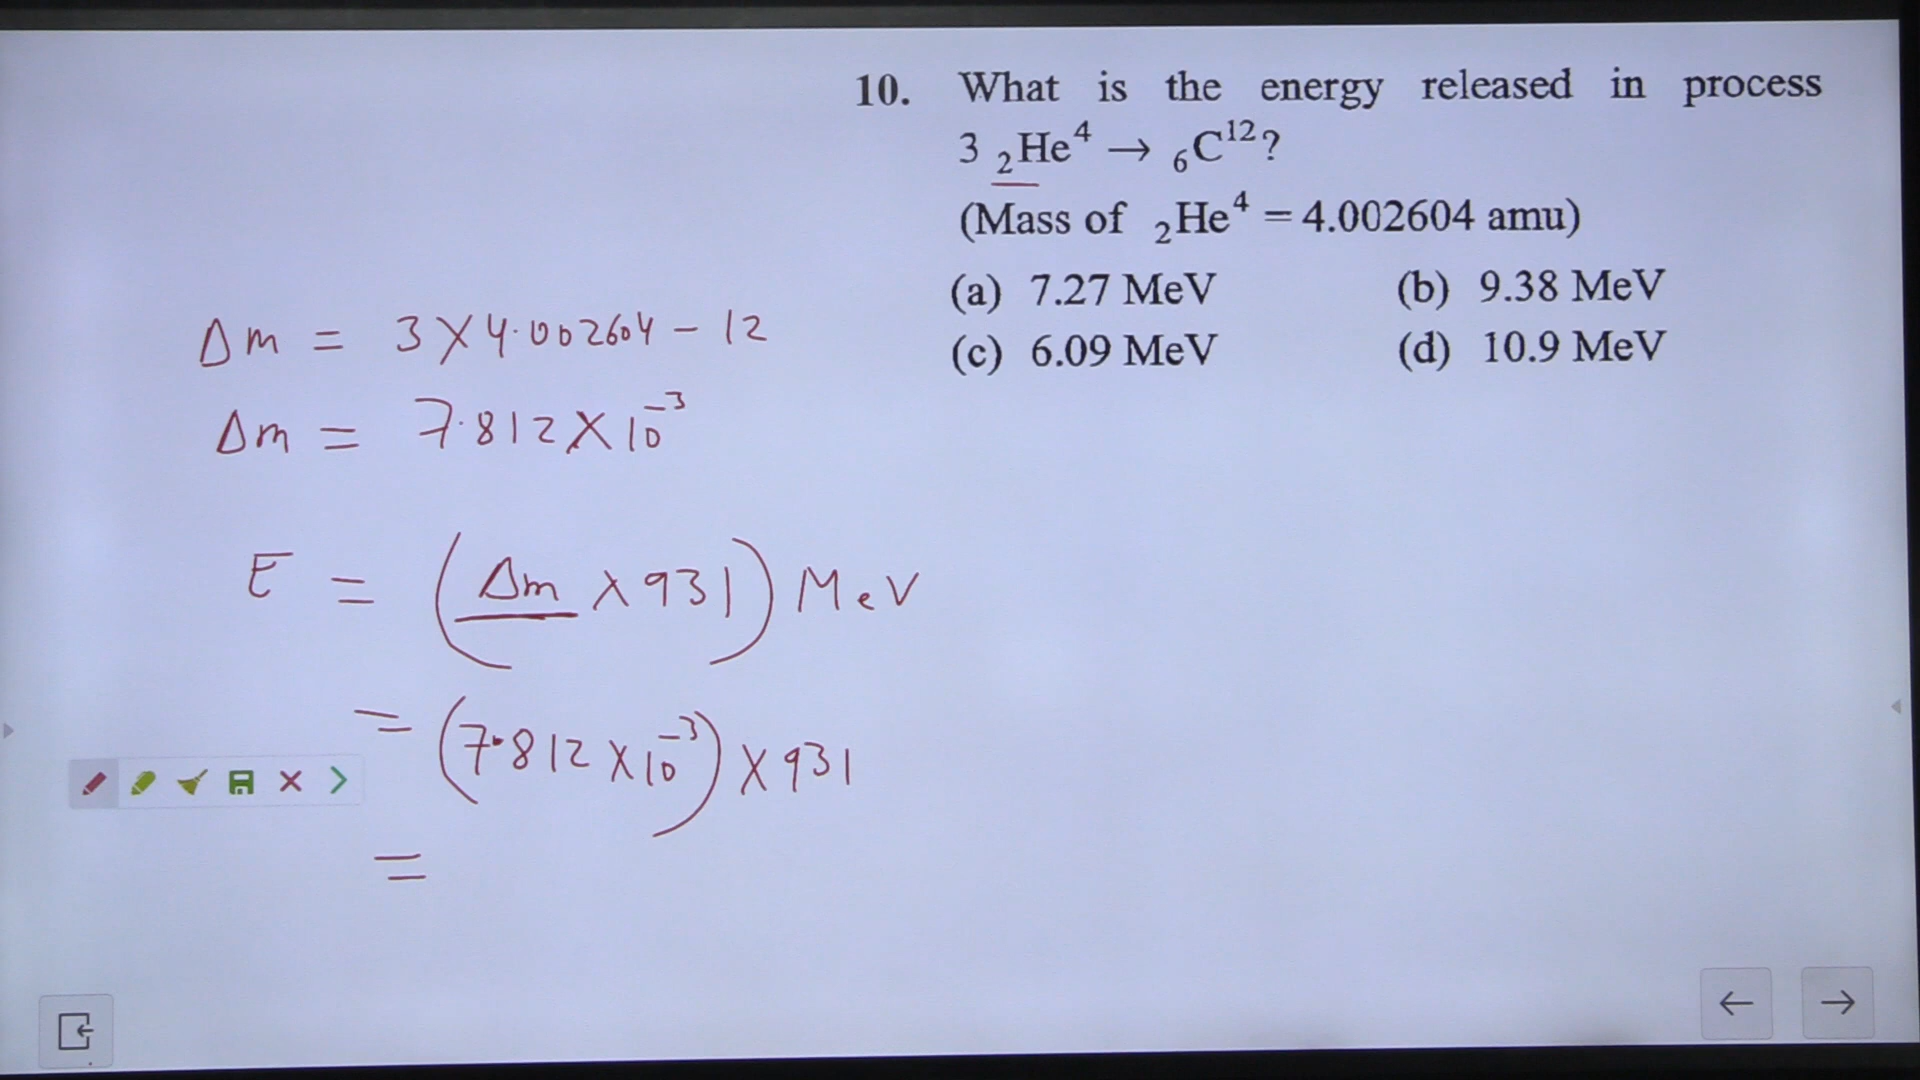 10. What is the energy released in process
3 ₂He⁴ → ₆C¹²?
(Mass of ₂He⁴ = 4.002604 amu)
(a) 7.27 MeV (b) 9.38 MeV
(c) 6.09 MeV (d) 10.9 MeV
Δm = 3 X 4.002604 - 12
Δm = 7.812 X 10⁻³
E = (Δm X 931) MeV
= (7.812 X 10⁻³) X 931
=